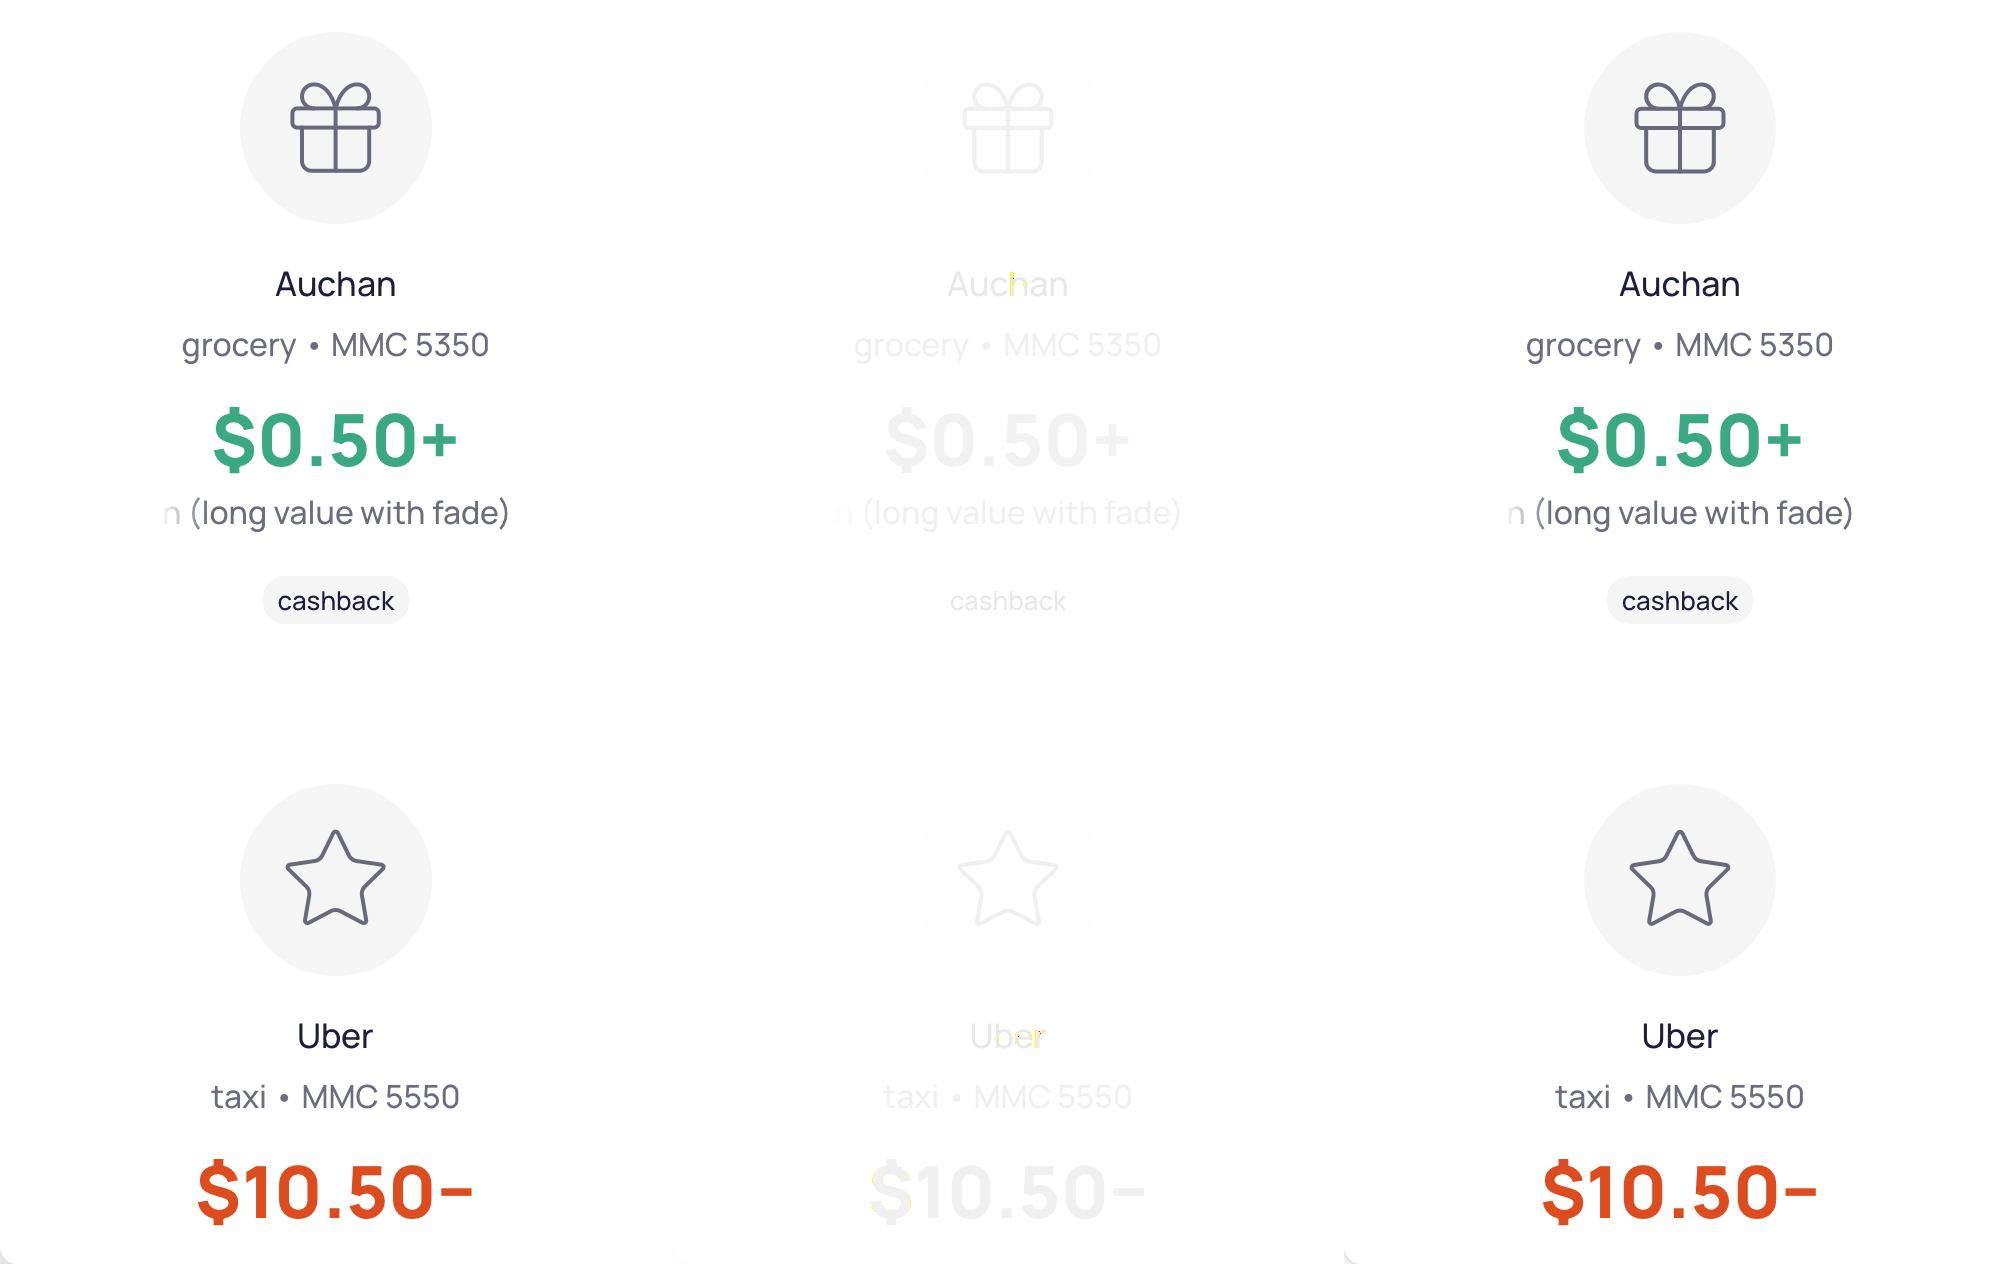 Auchan
grocery • MMC 5350
$0.50+
n (long value with fade)
cashback
Uber
taxi • MMC 5550
$10.50−
Auchan
grocery • MMC 5350
$0.50+
n (long value with fade)
cashback
Uber
taxi • MMC 5550
$10.50−
Auchan
grocery • MMC 5350
$0.50+
n (long value with fade)
cashback
Uber
taxi • MMC 5550
$10.50−